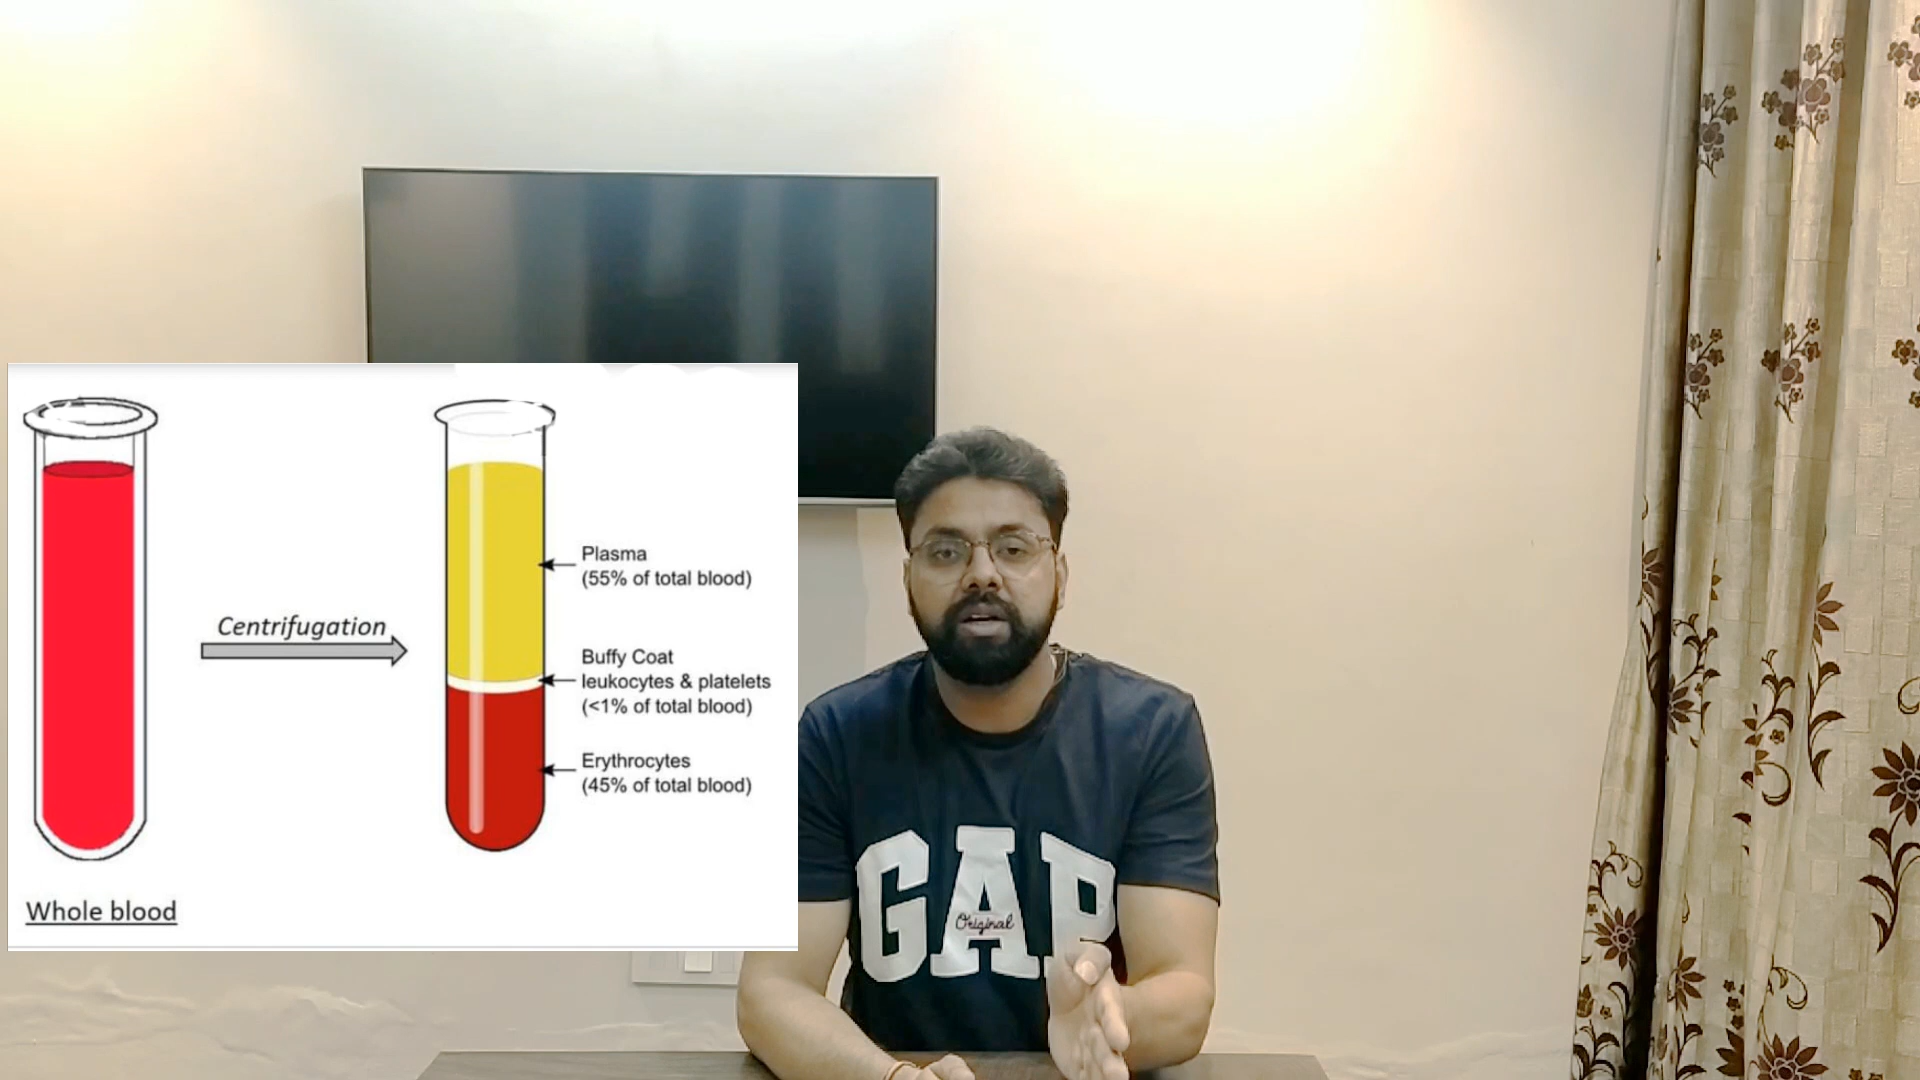 Centrifugation
Plasma
(55% of total blood)
Buffy Coat
leukocytes & platelets
(<1% of total blood)
Erythrocytes
(45% of total blood)
Whole blood
GAP
Original